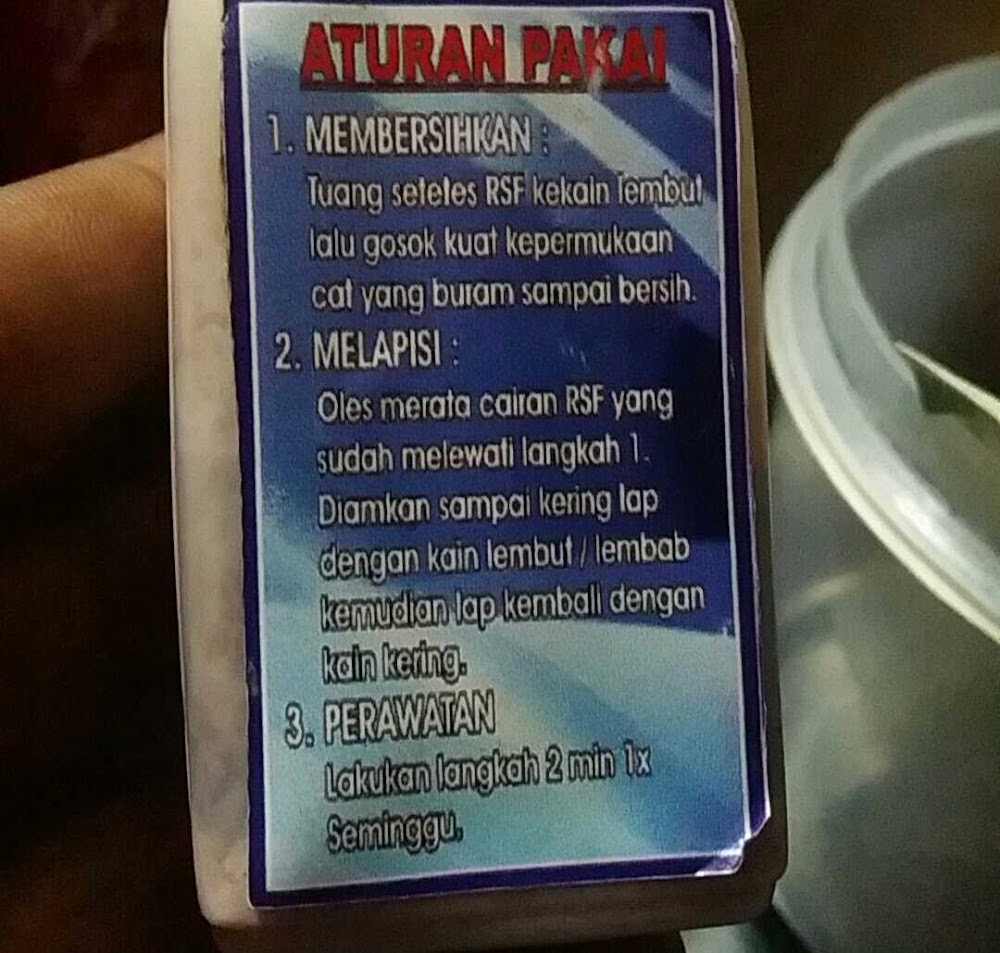 ATURAN PAKAI
1. MEMBERSIHKAN :
Tuang setetes RSF kekain lembut
lalu gosok kuat kepermukaan
cat yang buram sampai bersih.
2. MELAPISI :
Oles merata cairan RSF yang
sudah melewati langkah 1.
Diamkan sampai kering lap
dengan kain lembut / lembab
kemudian lap kembali dengan
kain kering.
3. PERAWATAN
Lakukan langkah 2 min 1x
Seminggu.